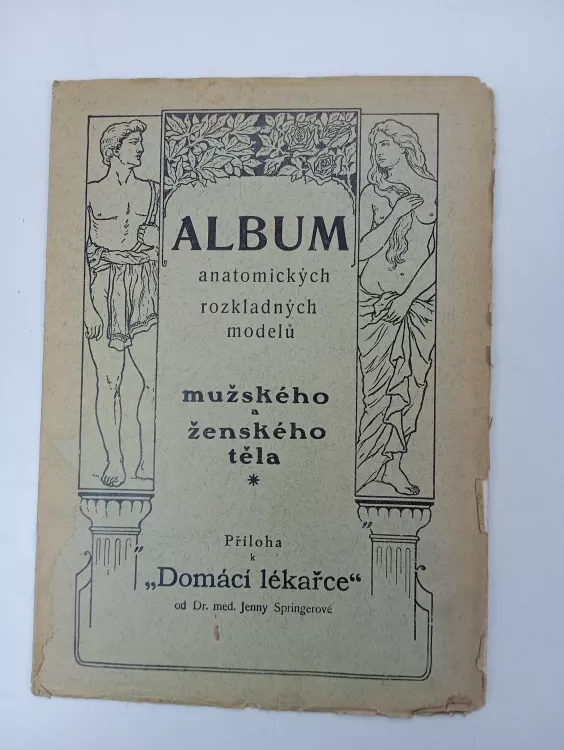 ALBUM
anatomických
rozkladných
modelů
mužského
a
ženského
těla
*
Příloha
k
„Domácí lékařce“
od Dr. med. Jenny Springerové